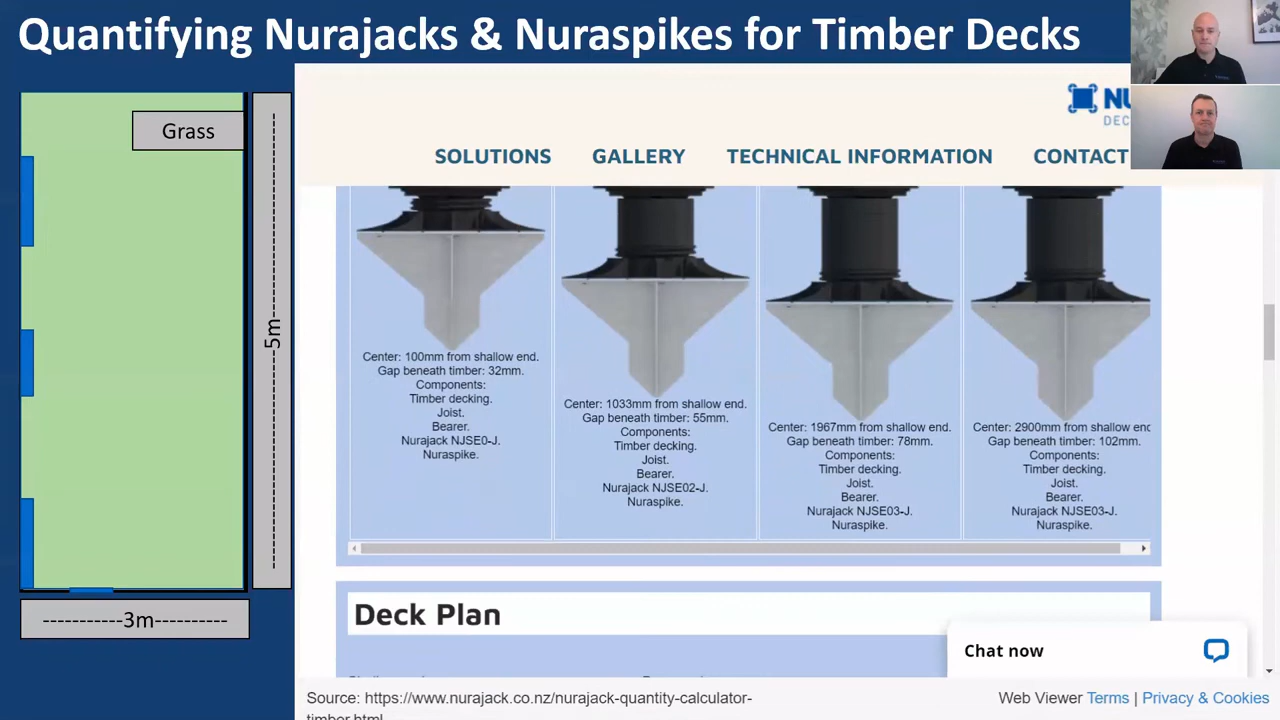 Quantifying Nurajacks & Nuraspikes for Timber Decks
Grass
-----5m-----
-----------3m----------
SOLUTIONS GALLERY TECHNICAL INFORMATION CONTACT
Center: 100mm from shallow end.
Gap beneath timber: 32mm.
Components:
Timber decking.
Joist.
Bearer.
Nurajack NJSE0-J.
Nuraspike.
Center: 1033mm from shallow end.
Gap beneath timber: 55mm.
Components:
Timber decking.
Joist.
Bearer.
Nurajack NJSE02-J.
Nuraspike.
Center: 1967mm from shallow end.
Gap beneath timber: 78mm.
Components:
Timber decking.
Joist.
Bearer.
Nurajack NJSE03-J.
Nuraspike.
Center: 2900mm from shallow end
Gap beneath timber: 102mm.
Components:
Timber decking.
Joist.
Bearer.
Nurajack NJSE03-J.
Nuraspike.
Deck Plan
Chat now
Source: https://www.nurajack.co.nz/nurajack-quantity-calculator-
timber.html
Web Viewer Terms | Privacy & Cookies